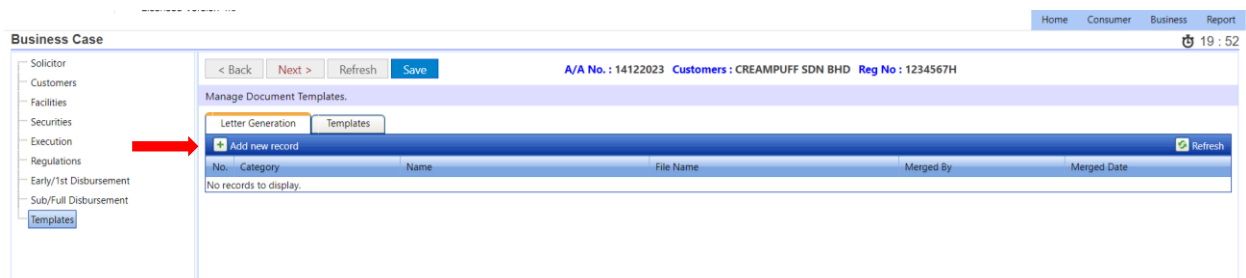 Home Consumer Business Report
Business Case
19 : 52
Solicitor
Customers
Facilities
Securities
Execution
Regulations
Early/1st Disbursement
Sub/Full Disbursement
Templates
< Back Next > Refresh Save A/A No. : 14122023 Customers : CREAMPUFF SDN BHD Reg No : 1234567H
Manage Document Templates.
Letter Generation Templates
Add new record Refresh
No. Category Name File Name Merged By Merged Date
No records to display.